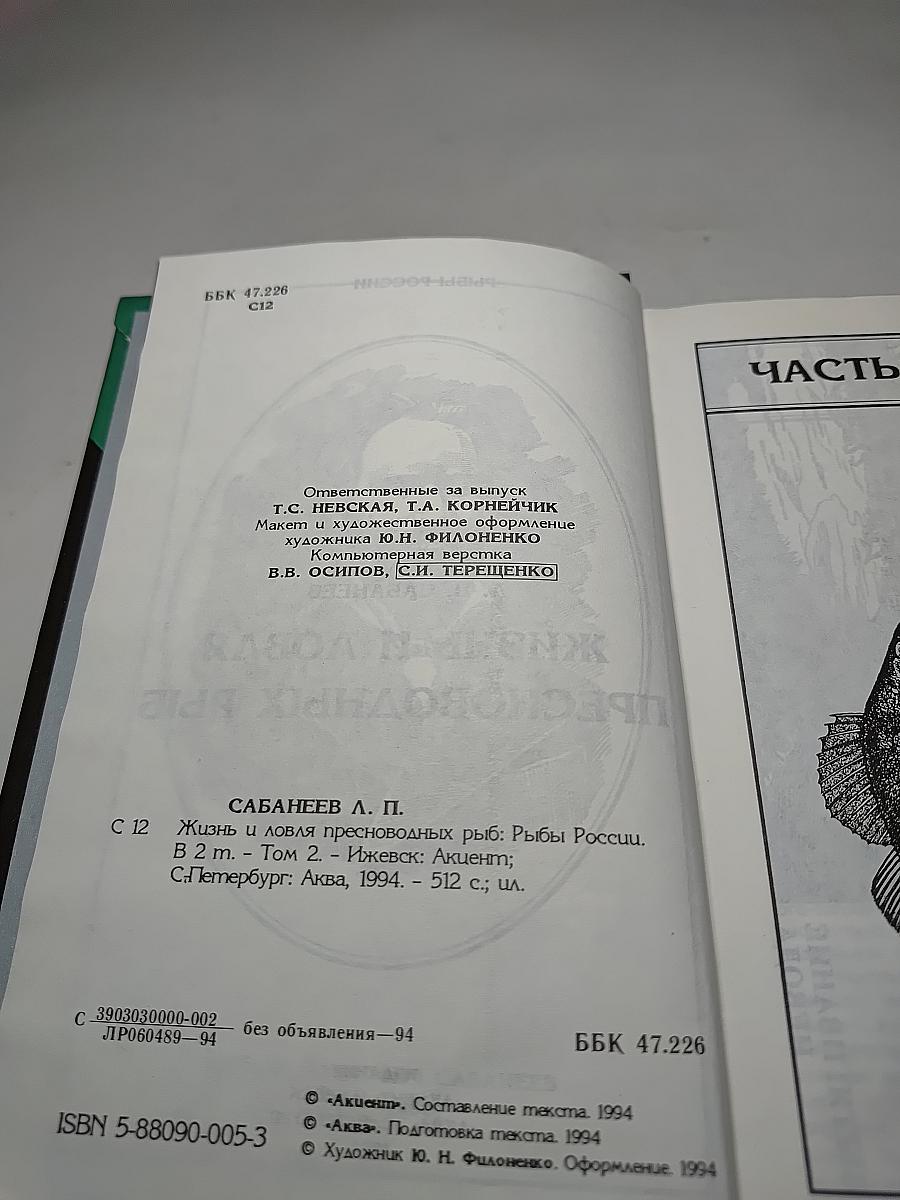 ББК 47.226
С12
Ответственные за выпуск
Т.С. НЕВСКАЯ, Т.А. КОРНЕЙЧИК
Макет и художественное оформление
художника Ю.Н. ФИЛОНЕНКО
Компьютерная верстка
В.В. ОСИПОВ, С.И. ТЕРЕЩЕНКО
САБАНЕЕВ Л. П.
С 12 Жизнь и ловля пресноводных рыб: Рыбы России.
В 2 т. – Том 2. – Ижевск: Акцент;
С.-Петербург: Аква, 1994. – 512 с.; ил.
С 3903030000-002
ЛР060489—94 без объявления—94
ББК 47.226
ISBN 5-88090-005-3
© «Акцент». Составление текста. 1994
© «Аква». Подготовка текста. 1994
© Художник Ю. Н. Филоненко. Оформление. 1994
ЧАСТЬ